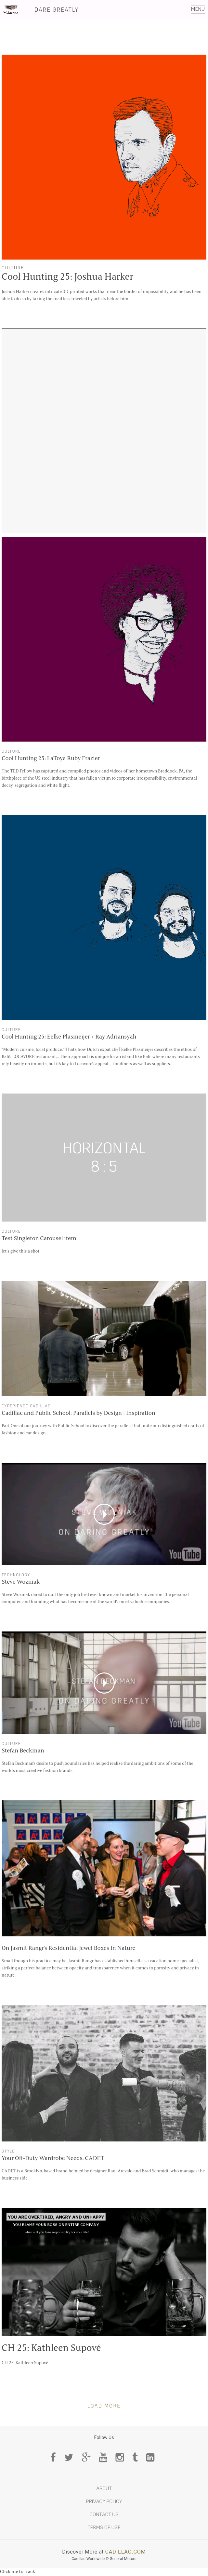 Cadillac
DARE GREATLY
MENU
CULTURE
Cool Hunting 25: Joshua Harker
Joshua Harker creates intricate 3D-printed works that near the border of impossibility, and he has been
able to do so by taking the road less traveled by artists before him.
CULTURE
Cool Hunting 25: LaToya Ruby Frazier
The TED Fellow has captured and compiled photos and videos of her hometown Braddock, PA, the
birthplace of the US steel industry that has fallen victim to corporate irresponsibility, environmental
decay, segregation and white flight.
CULTURE
Cool Hunting 25: Eelke Plasmeijer + Ray Adriansyah
"Modern cuisine, local produce." That's how Dutch expat chef Eelke Plasmeijer describes the ethos of
Bali's LOCAVORE restaurant... Their approach is unique for an island like Bali, where many restaurants
rely heavily on imports, but it's key to Locavore's appeal—for diners as well as suppliers.
HORIZONTAL
8:5
CULTURE
Test Singleton Carousel item
let's give this a shot.
EXPERIENCE CADILLAC
Cadillac and Public School: Parallels by Design | Inspiration
Part One of our journey with Public School to discover the parallels that unite our distinguished crafts of
fashion and car design.
ON DARING GREATLY
YouTube
TECHNOLOGY
Steve Wozniak
Steve Wozniak dared to quit the only job he'd ever known and market his invention, the personal
computer, and founding what has become one of the world's most valuable companies.
ON DARING GREATLY
YouTube
CULTURE
Stefan Beckman
Stefan Beckman's desire to push boundaries has helped realize the daring ambitions of some of the
world's most creative fashion brands.
On Jasmit Rangr's Residential Jewel Boxes In Nature
Small though his practice may be, Jasmit Rangr has established himself as a vacation-home specialist,
striking a perfect balance between opacity and transparency when it comes to porosity and privacy in
nature.
STYLE
Your Off-Duty Wardrobe Needs: CADET
CADET is a Brooklyn-based brand helmed by designer Raul Arevalo and Brad Schmidt, who manages the
business side.
YOU ARE OVERTIRED, ANGRY AND UNHAPPY
YOU BLAME YOUR BOSS OR ENTIRE COMPANY
CH 25: Kathleen Supové
CH 25: Kathleen Supové
LOAD MORE
Follow Us
ABOUT
PRIVACY POLICY
CONTACT US
TERMS OF USE
Discover More at CADILLAC.COM
Cadillac Worldwide © General Motors
Click me to track